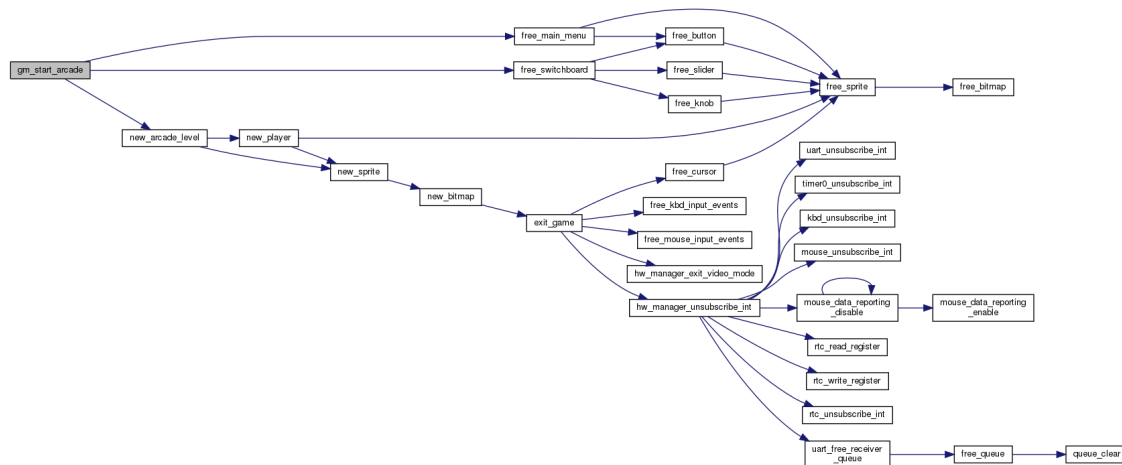 gm_start_arcade
free_main_menu
free_switchboard
new_arcade_level
new_player
new_sprite
new_bitmap
exit_game
free_button
free_slider
free_knob
free_cursor
free_kbd_input_events
free_mouse_input_events
hw_manager_exit_video_mode
hw_manager_unsubscribe_int
free_sprite
free_bitmap
uart_unsubscribe_int
timer0_unsubscribe_int
kbd_unsubscribe_int
mouse_unsubscribe_int
mouse_data_reporting
_disable
mouse_data_reporting
_enable
rtc_read_register
rtc_write_register
rtc_unsubscribe_int
uart_free_receiver
_queue
free_queue
queue_clear